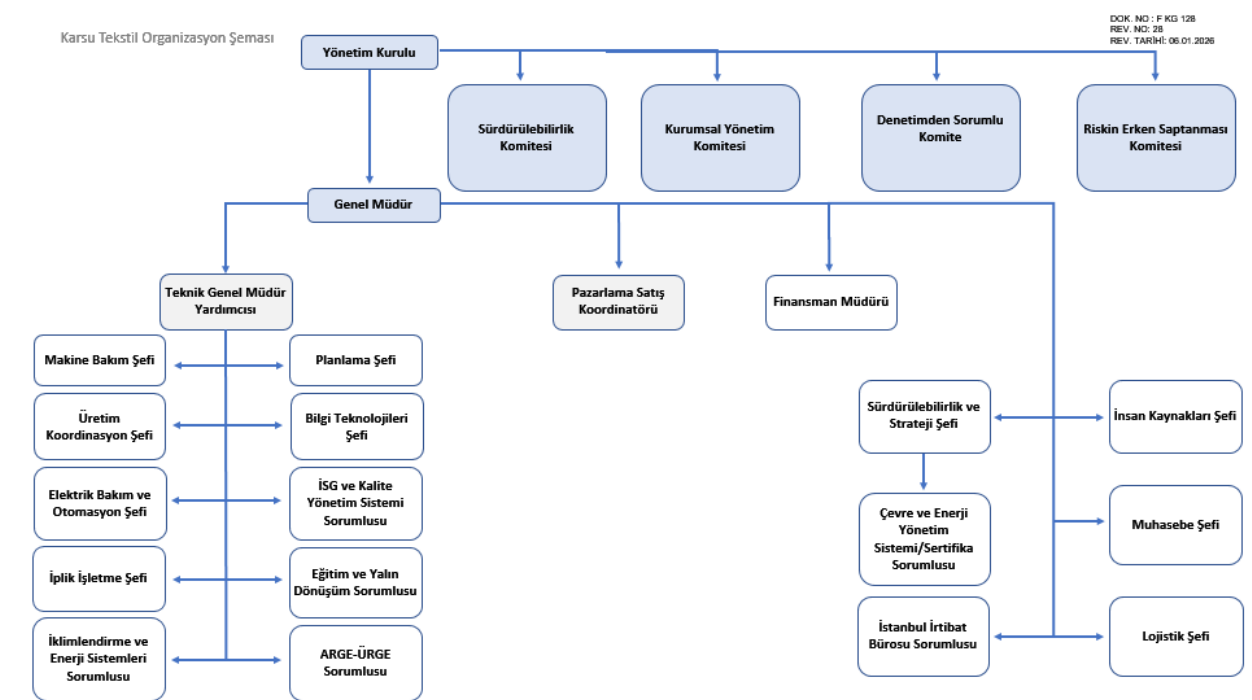 Karsu Tekstil Organizasyon Şeması
DOK. NO : F KG 128
REV. NO: 28
REV. TARİHİ: 06.01.2026
Yönetim Kurulu
Sürdürülebilirlik
Komitesi
Kurumsal Yönetim
Komitesi
Denetimden Sorumlu
Komite
Riskin Erken Saptanması
Komitesi
Genel Müdür
Teknik Genel Müdür
Yardımcısı
Pazarlama Satış
Koordinatörü
Finansman Müdürü
Makine Bakım Şefi
Planlama Şefi
Üretim
Koordinasyon Şefi
Bilgi Teknolojileri
Şefi
Elektrik Bakım ve
Otomasyon Şefi
İSG ve Kalite
Yönetim Sistemi
Sorumlusu
İplik İşletme Şefi
Eğitim ve Yalın
Dönüşüm Sorumlusu
İklimlendirme ve
Enerji Sistemleri
Sorumlusu
ARGE-ÜRGE
Sorumlusu
Sürdürülebilirlik ve
Strateji Şefi
İnsan Kaynakları Şefi
Çevre ve Enerji
Yönetim
Sistemi/Sertifika
Sorumlusu
Muhasebe Şefi
İstanbul İrtibat
Bürosu Sorumlusu
Lojistik Şefi